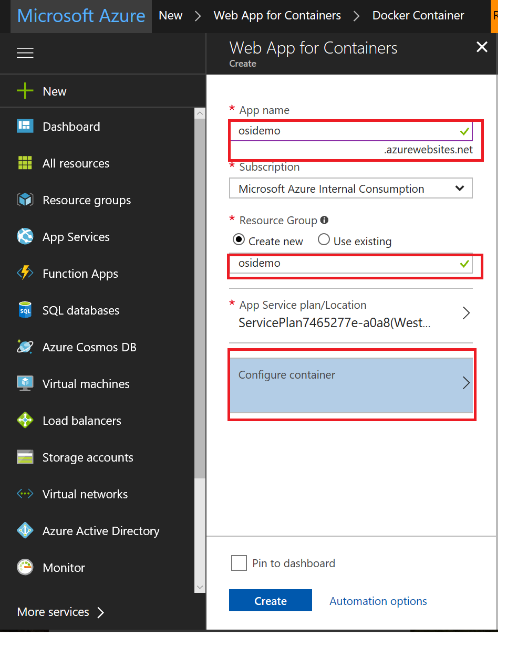 Microsoft Azure New > Web App for Containers > Docker Container
Web App for Containers
Create
New
Dashboard
All resources
Resource groups
App Services
Function Apps
SQL databases
Azure Cosmos DB
Virtual machines
Load balancers
Storage accounts
Virtual networks
Azure Active Directory
Monitor
More services >
* App name
osidemo
.azurewebsites.net
* Subscription
Microsoft Azure Internal Consumption
* Resource Group
Create new Use existing
osidemo
* App Service plan/Location
ServicePlan7465277e-a0a8(West...
Configure container
Pin to dashboard
Create Automation options